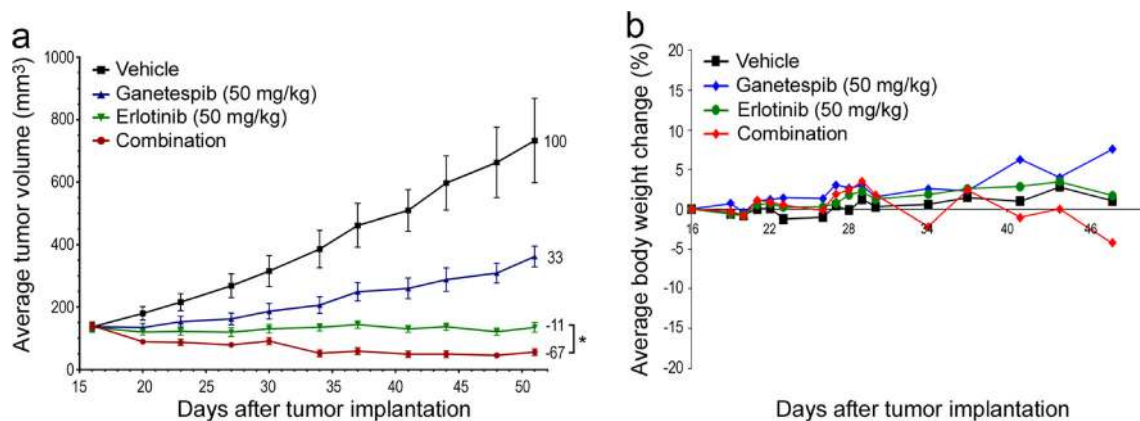 a
Average tumor volume (mm³)
1000
800
600
400
200
0
Vehicle
Ganetespib (50 mg/kg)
Erlotinib (50 mg/kg)
Combination
100
33
-11
-67
*
15 20 25 30 35 40 45 50
Days after tumor implantation
b
Average body weight change (%)
20
15
10
5
0
-5
-10
-15
-20
Vehicle
Ganetespib (50 mg/kg)
Erlotinib (50 mg/kg)
Combination
16 22 28 34 40 46
Days after tumor implantation